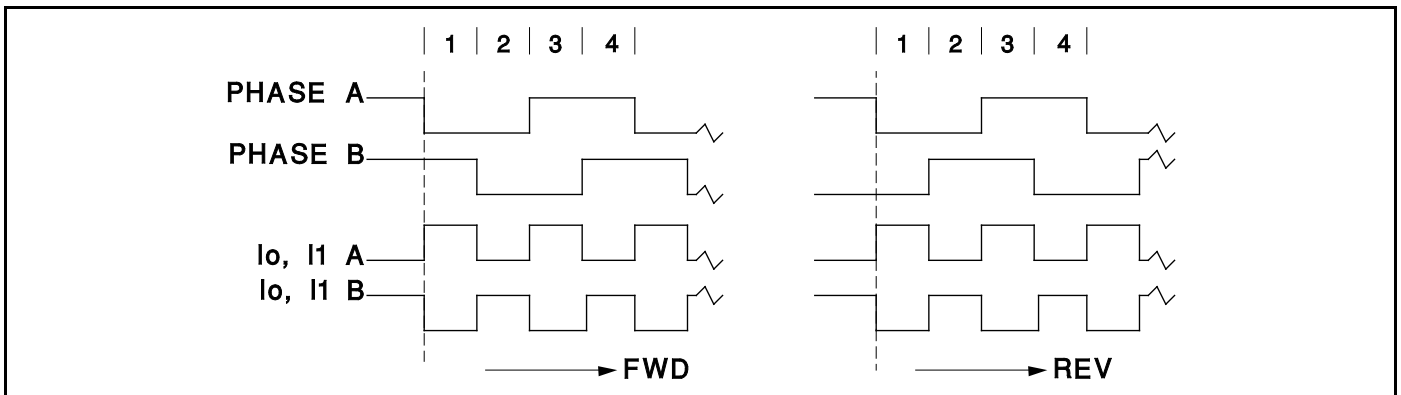 1 2 3 4 1 2 3 4
PHASE A
PHASE B
Io, I1 A
Io, I1 B
FWD REV